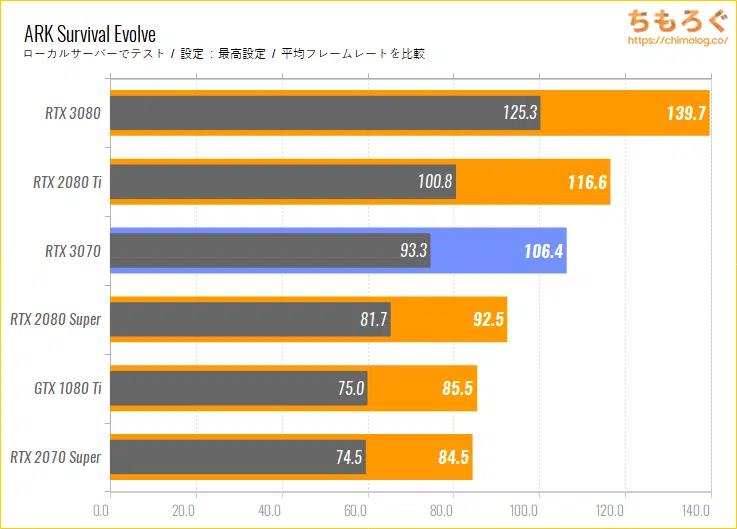 ARK Survival Evolve
ちもろぐ
https://chimolog.co/
ローカルサーバーでテスト / 設定：最高設定 / 平均フレームレートを比較
RTX 3080 125.3 139.7
RTX 2080 Ti 100.8 116.6
RTX 3070 93.3 106.4
RTX 2080 Super 81.7 92.5
GTX 1080 Ti 75.0 85.5
RTX 2070 Super 74.5 84.5
0.0 20.0 40.0 60.0 80.0 100.0 120.0 140.0